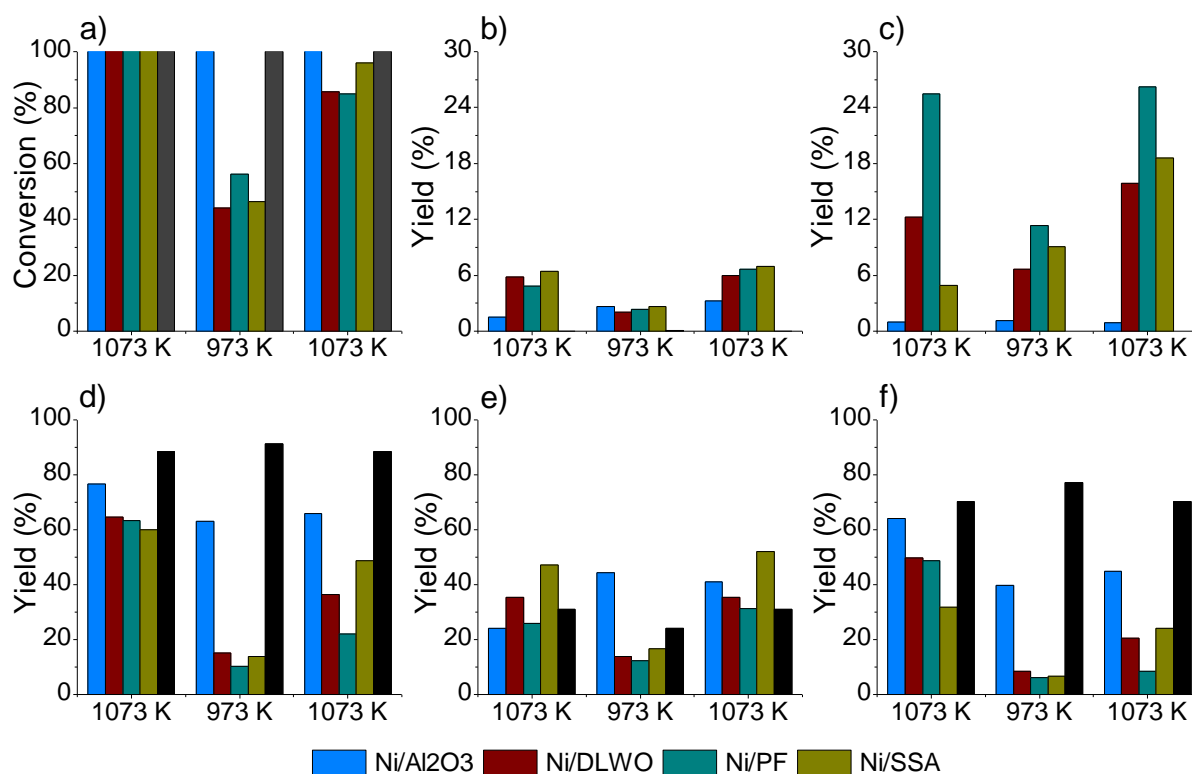 a)
b)
c)
100
80
60
40
20
0
Conversion (%)
1073 K 973 K 1073 K
30
24
18
12
6
0
Yield (%)
1073 K 973 K 1073 K
30
24
18
12
6
0
Yield (%)
1073 K 973 K 1073 K
d)
e)
f)
100
80
60
40
20
0
Yield (%)
1073 K 973 K 1073 K
100
80
60
40
20
0
Yield (%)
1073 K 973 K 1073 K
100
80
60
40
20
0
Yield (%)
1073 K 973 K 1073 K
Ni/Al2O3 Ni/DLWO Ni/PF Ni/SSA